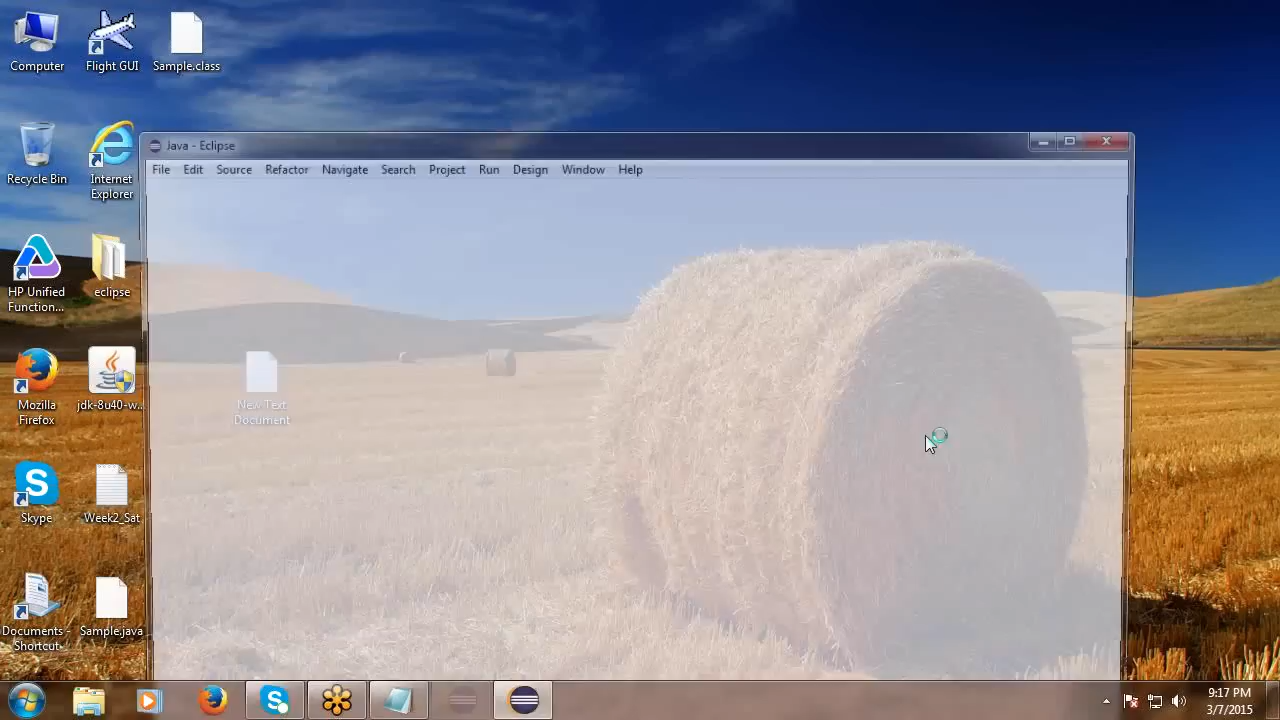 Computer
Flight GUI
Sample.class
Recycle Bin
Internet
Explorer
Java - Eclipse
File Edit Source Refactor Navigate Search Project Run Design Window Help
HP Unified
Function...
eclipse
New Text
Document
Mozilla
Firefox
jdk-8u40-w...
Skype
Week2_Sat
Documents -
Shortcut
Sample.java
9:17 PM
3/7/2015